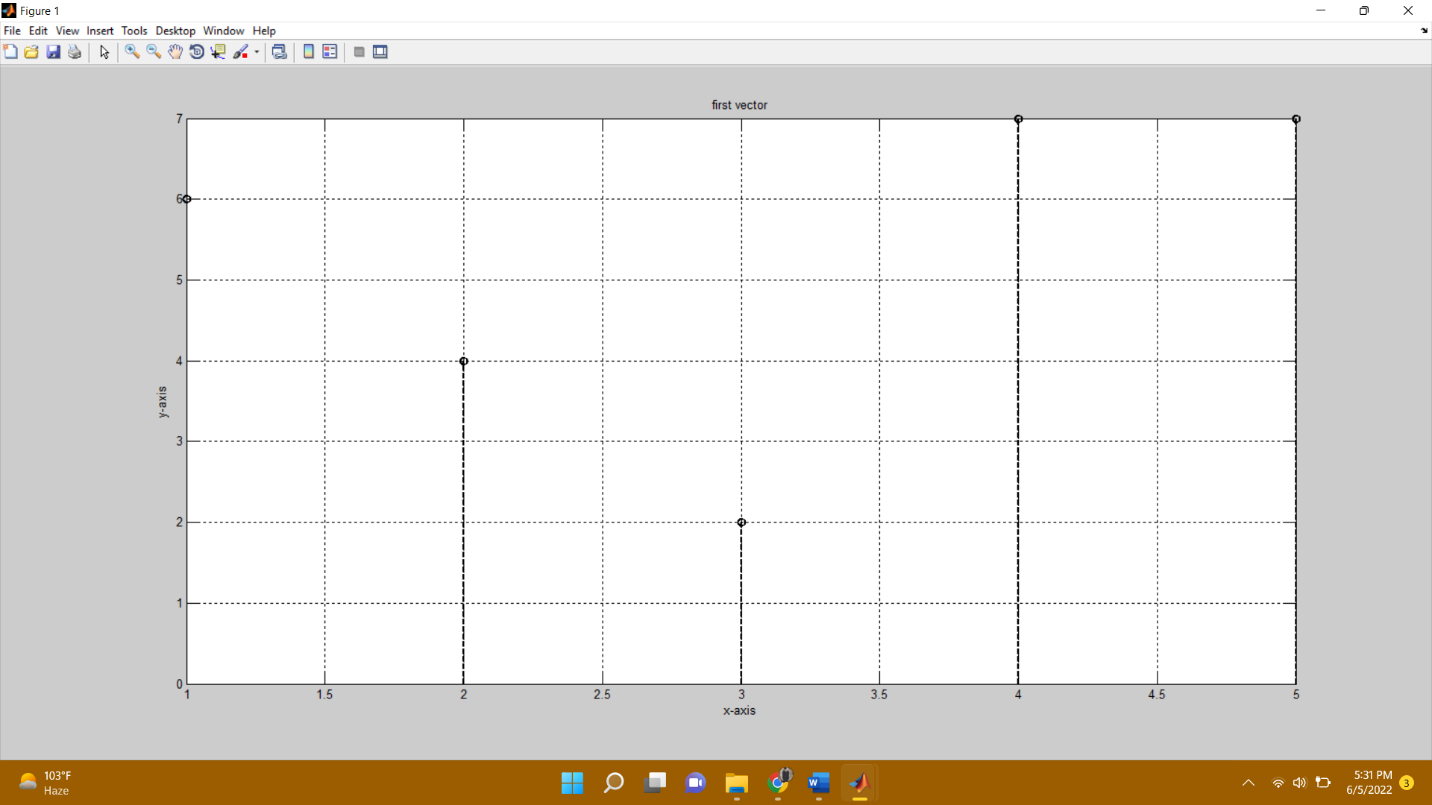 Figure 1
File Edit View Insert Tools Desktop Window Help
first vector
7
6
5
4
3
2
1
0
y-axis
1 1.5 2 2.5 3 3.5 4 4.5 5
x-axis
103°F
Haze
W
5:31 PM
6/5/2022
3